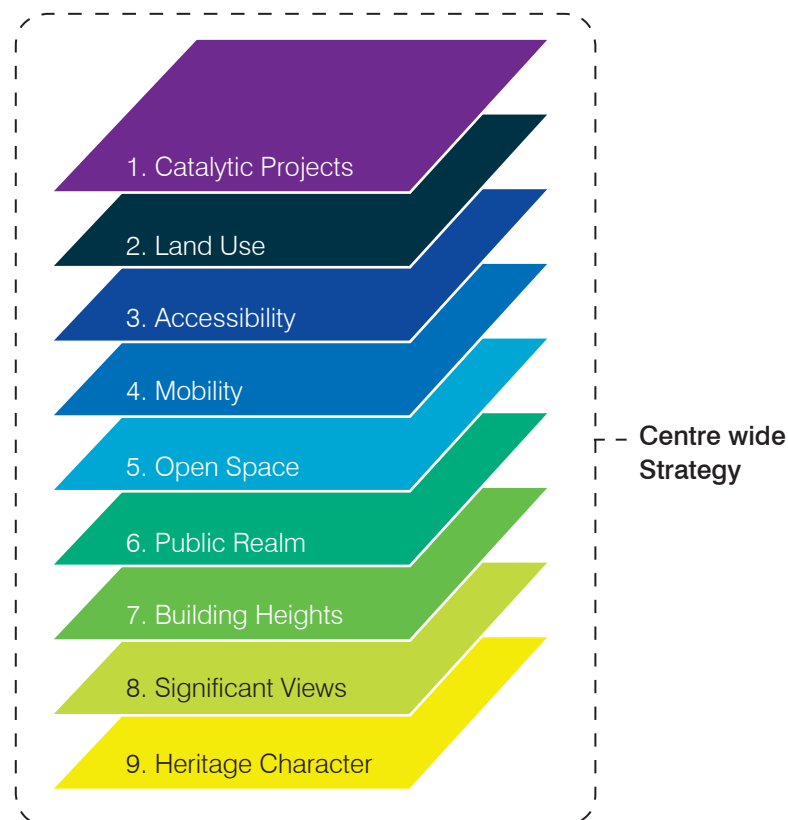 1. Catalytic Projects
2. Land Use
3. Accessibility
4. Mobility
5. Open Space
6. Public Realm
7. Building Heights
8. Significant Views
9. Heritage Character
Centre wide
Strategy